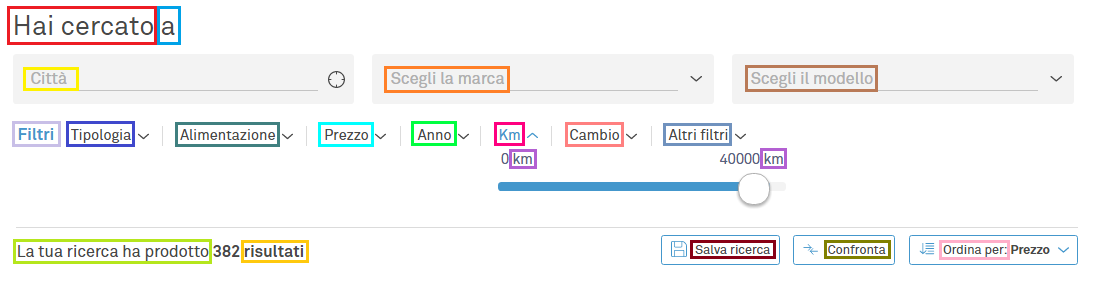 Hai cercato a
Città Scegli la marca Scegli il modello
Filtri Tipologia Alimentazione Prezzo Anno Km Cambio Altri filtri
0 km 40000 km
La tua ricerca ha prodotto 382 risultati Salva ricerca Confronta Ordina per: Prezzo